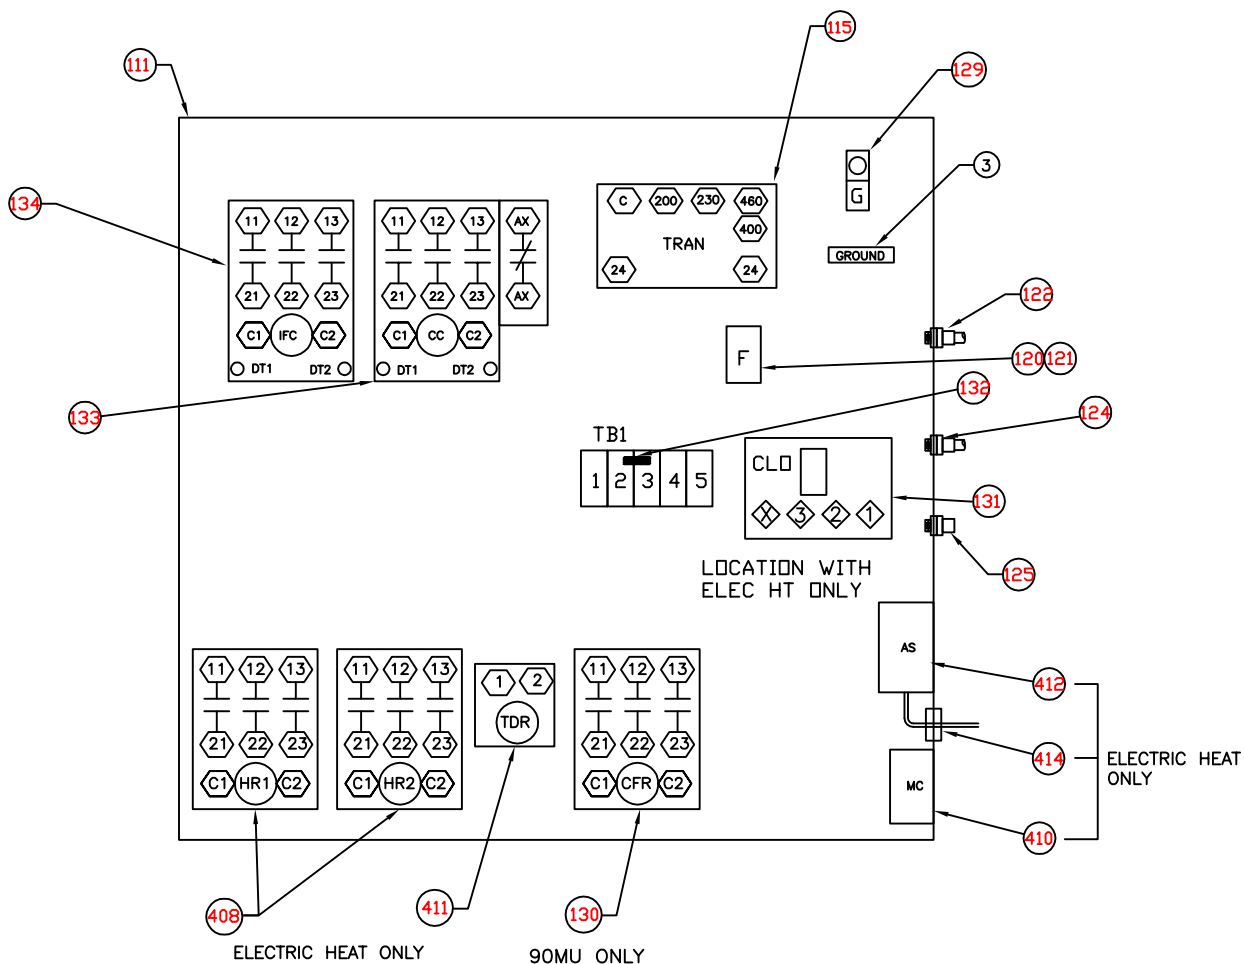 115
111
129
3
G
134
11 12 13
11 12 13 AX
C 200 230 460
400
TRAN
24 24
GROUND
21 22 23
21 22 23 AX
C1 IFC C2
C1 CC C2
DT1 DT2
DT1 DT2
122
F
120 121
132
133
124
TB1
1 2 3 4 5
CLO
X 3 2 1
131
LOCATION WITH
ELEC HT ONLY
125
AS
412
11 12 13
11 12 13
1 2
TDR
11 12 13
21 22 23
21 22 23
21 22 23
C1 HR1 C2
C1 HR2 C2
C1 CFR C2
414
ELECTRIC HEAT
ONLY
MC
410
408
411
130
ELECTRIC HEAT ONLY
90MU ONLY